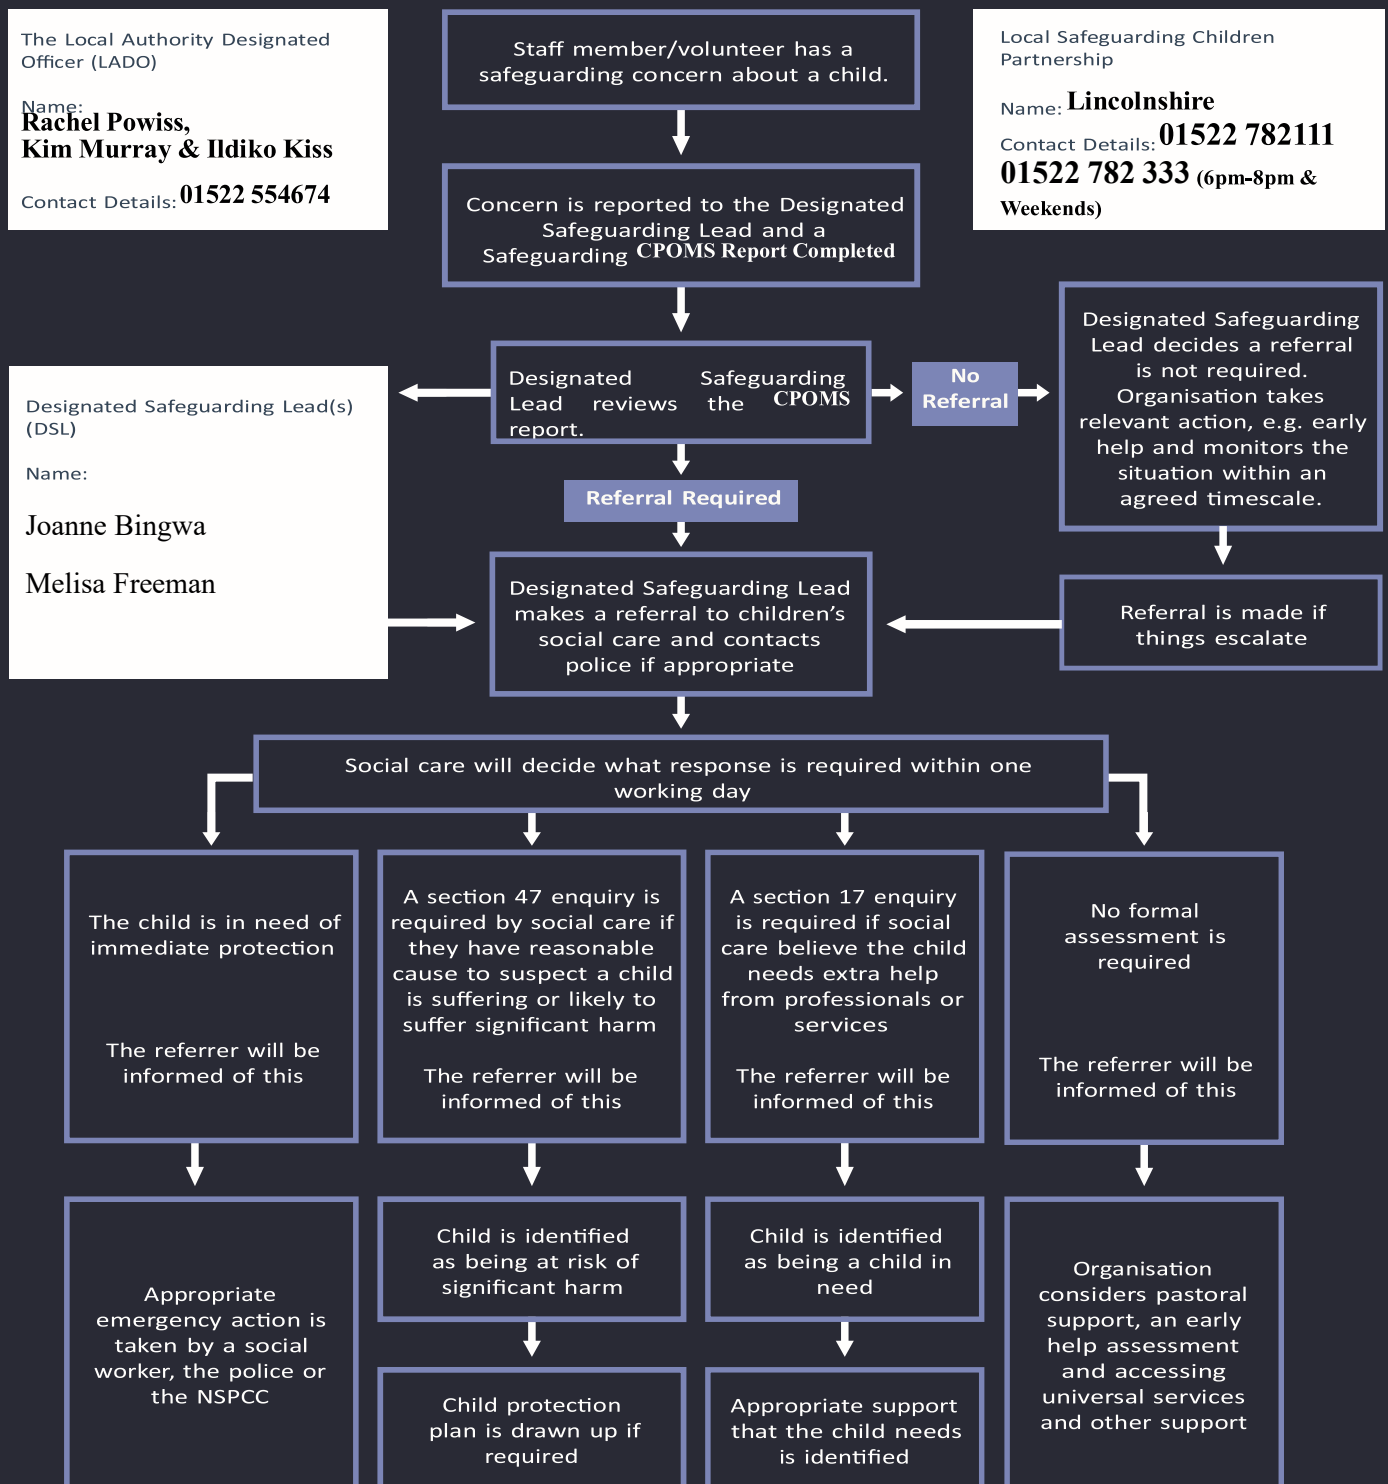 The Local Authority Designated
Officer (LADO)
Name:
Rachel Powiss,
Kim Murray & Ildiko Kiss
Contact Details: 01522 554674
Staff member/volunteer has a
safeguarding concern about a child.
Local Safeguarding Children
Partnership
Name: Lincolnshire
Contact Details: 01522 782111
01522 782 333 (6pm-8pm &
Weekends)
Concern is reported to the Designated
Safeguarding Lead and a
Safeguarding CPOMS Report Completed
Designated Safeguarding
Lead reviews the CPOMS
report.
No
Referral
Designated Safeguarding
Lead decides a referral
is not required.
Organisation takes
relevant action, e.g. early
help and monitors the
situation within an
agreed timescale.
Designated Safeguarding Lead(s)
(DSL)
Name:
Joanne Bingwa
Melisa Freeman
Referral Required
Designated Safeguarding Lead
makes a referral to children’s
social care and contacts
police if appropriate
Referral is made if
things escalate
Social care will decide what response is required within one
working day
The child is in need of
immediate protection
The referrer will be
informed of this
A section 47 enquiry is
required by social care if
they have reasonable
cause to suspect a child
is suffering or likely to
suffer significant harm
The referrer will be
informed of this
A section 17 enquiry
is required if social
care believe the child
needs extra help
from professionals or
services
The referrer will be
informed of this
No formal
assessment is
required
The referrer will be
informed of this
Appropriate
emergency action is
taken by a social
worker, the police or
the NSPCC
Child is identified
as being at risk of
significant harm
Child protection
plan is drawn up if
required
Child is identified
as being a child in
need
Appropriate support
that the child needs
is identified
Organisation
considers pastoral
support, an early
help assessment
and accessing
universal services
and other support